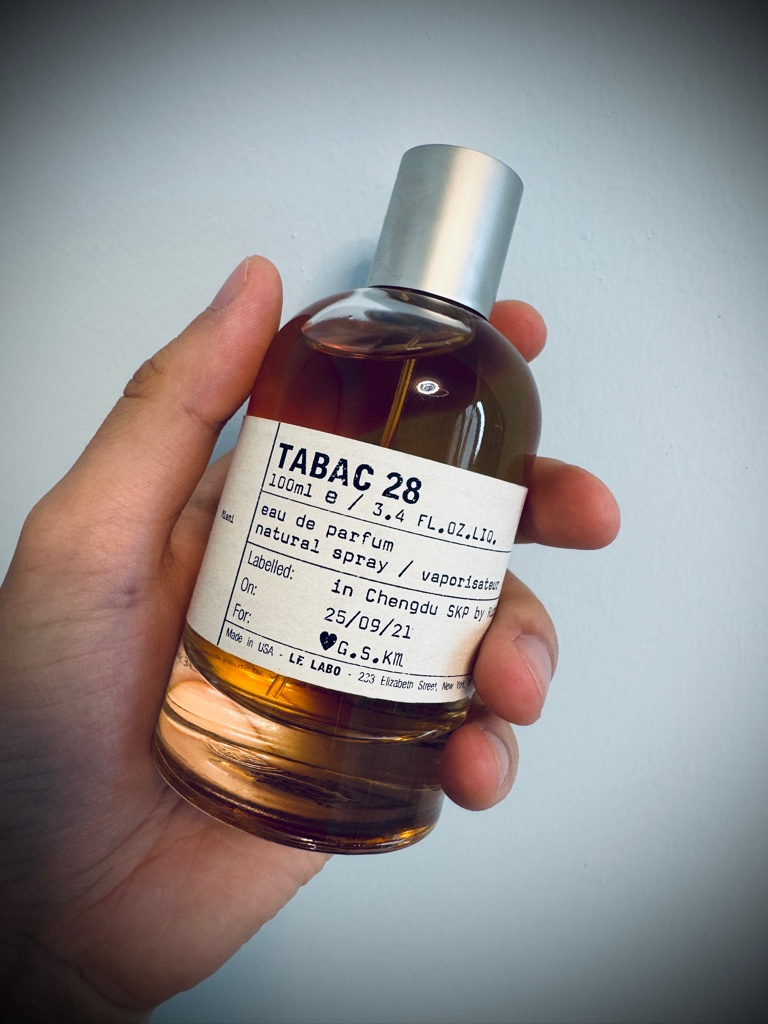 TABAC 28
100ml e / 3.4 FL.OZ.LIQ.
eau de parfum
natural spray / vaporisateur
Labelled: in Chengdu SKP by
On: 25/09/21
For: ♥G.S.KM
Made in USA - LE LABO - 233 Elizabeth Street, New York,